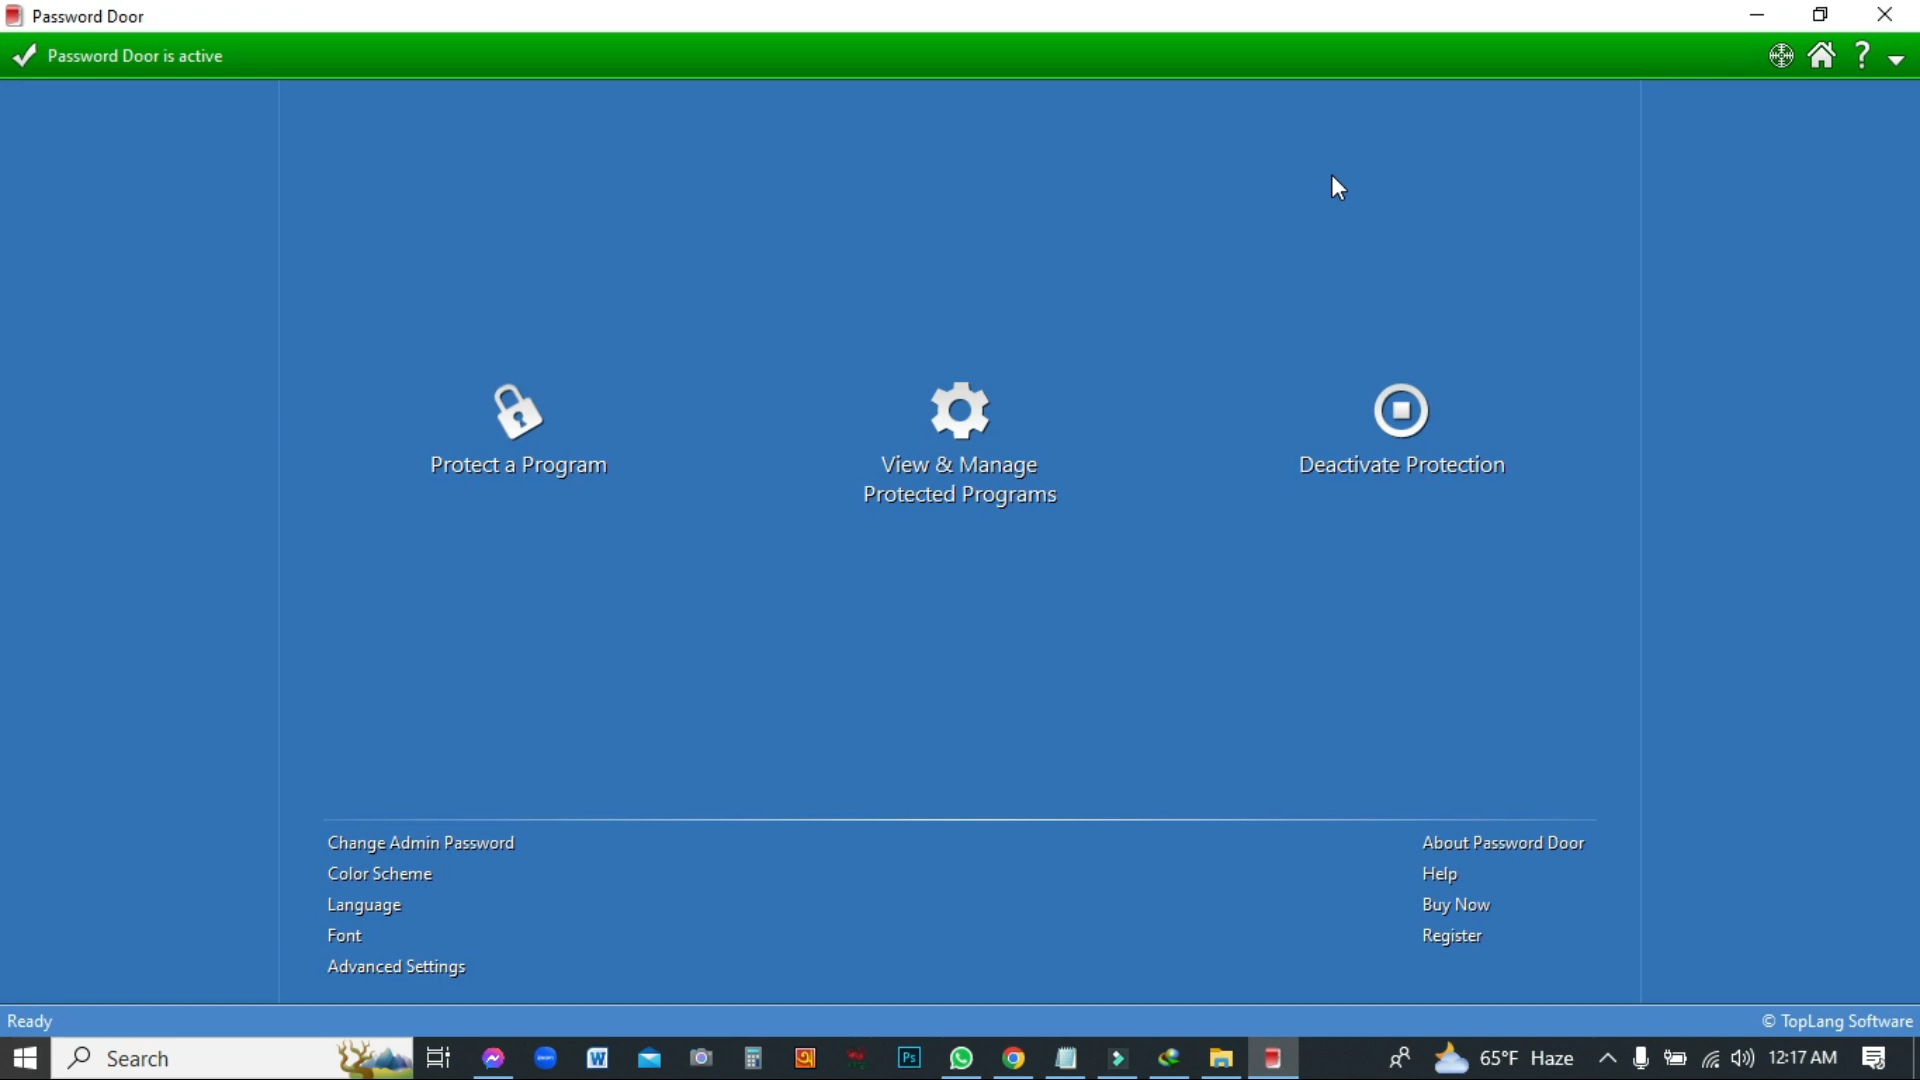 Password Door
Password Door is active
?
Protect a Program
View & Manage
Protected Programs
Deactivate Protection
Change Admin Password
Color Scheme
Language
Font
Advanced Settings
About Password Door
Help
Buy Now
Register
Ready
© TopLang Software
Search
W
Ps
65°F Haze
12:17 AM